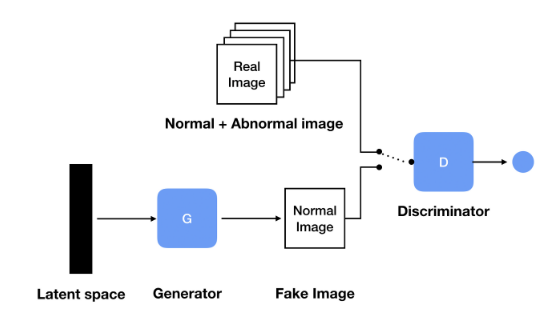 Real
Image
Normal + Abnormal image
D
Discriminator
G
Normal
Image
Latent space
Generator
Fake Image